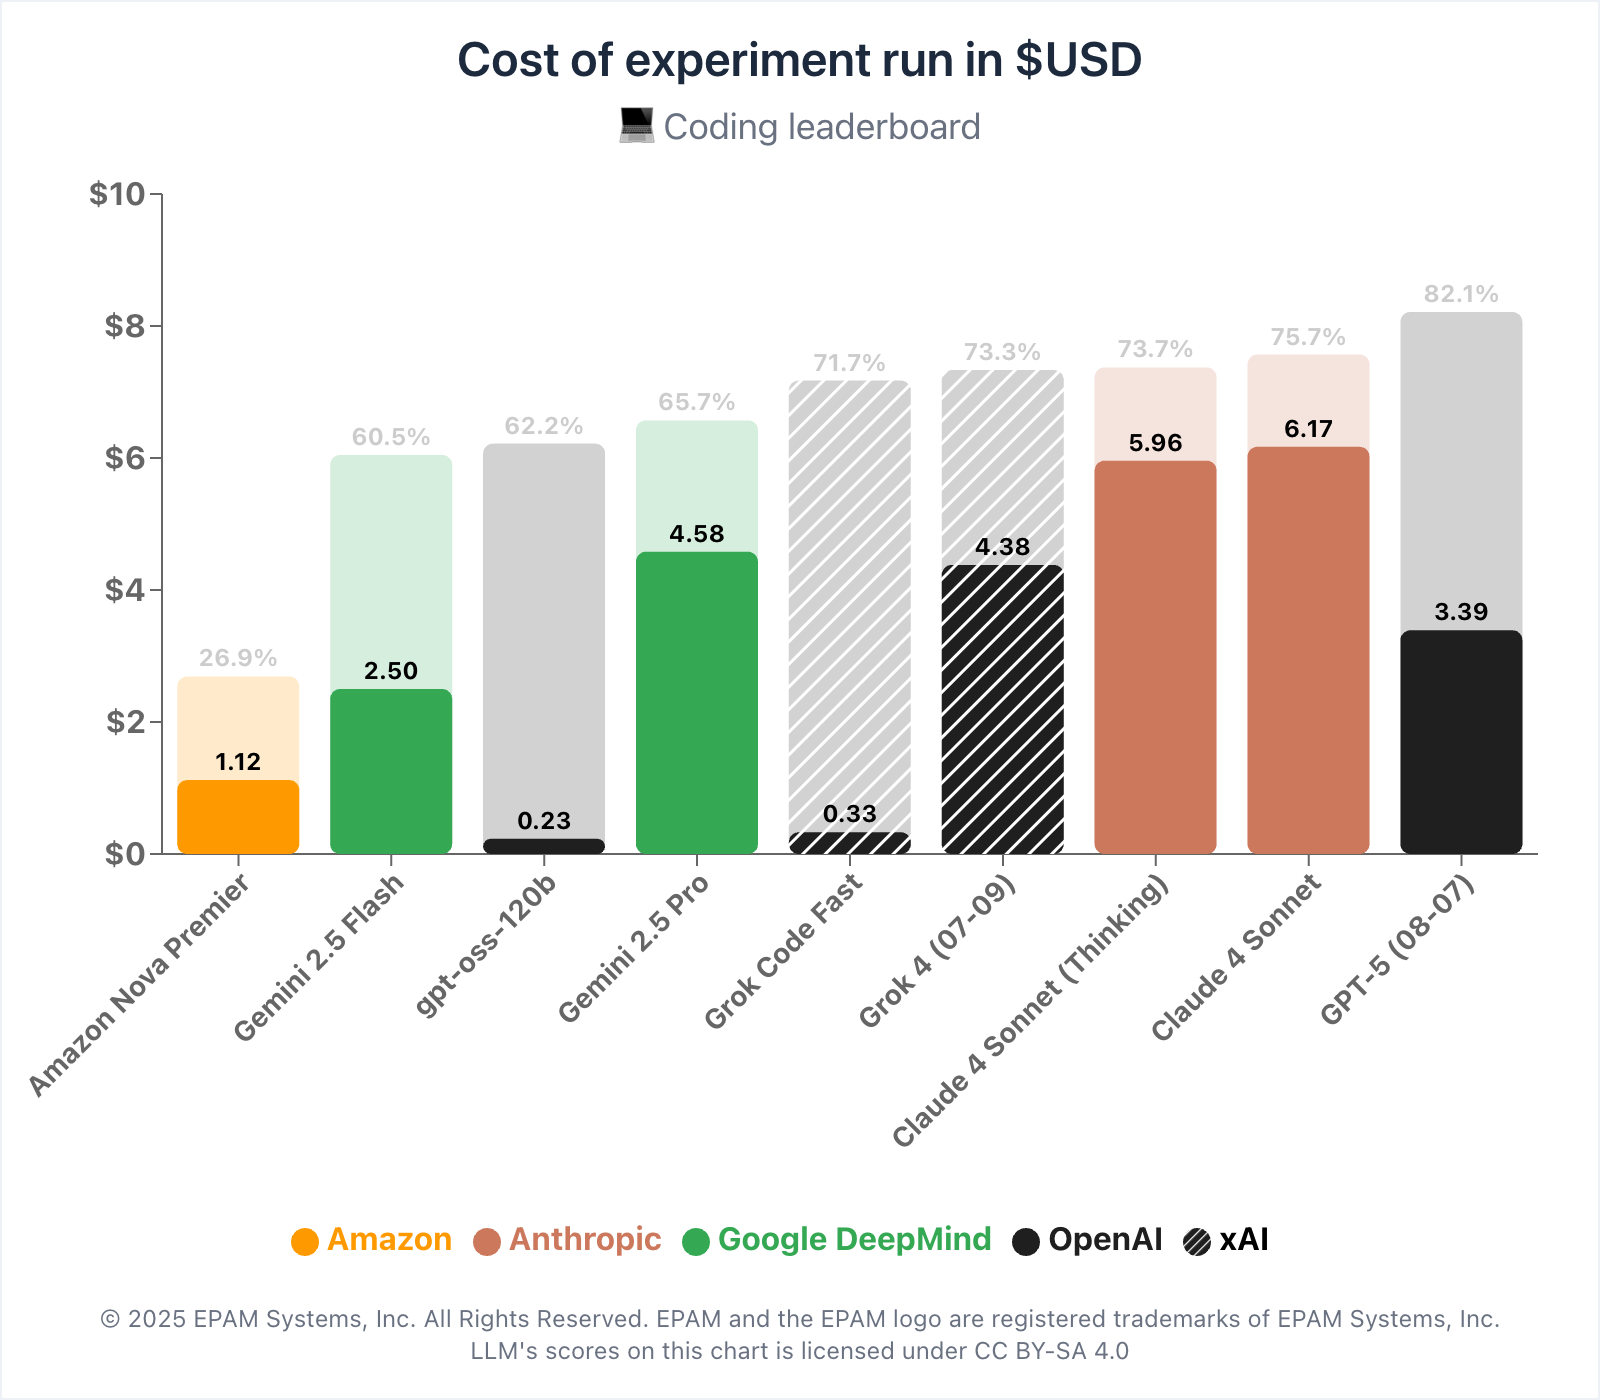 Cost of experiment run in $USD
Coding leaderboard
$10
$8
$6
$4
$2
$0
26.9%
1.12
60.5%
2.50
62.2%
0.23
65.7%
4.58
71.7%
0.33
73.3%
4.38
73.7%
5.96
75.7%
6.17
82.1%
3.39
Amazon Nova Premier
Gemini 2.5 Flash
gpt-oss-120b
Gemini 2.5 Pro
Grok Code Fast
Grok 4 (07-09)
Claude 4 Sonnet (Thinking)
Claude 4 Sonnet
GPT-5 (08-07)
Amazon Anthropic Google DeepMind OpenAI xAI
© 2025 EPAM Systems, Inc. All Rights Reserved. EPAM and the EPAM logo are registered trademarks of EPAM Systems, Inc.
LLM's scores on this chart is licensed under CC BY-SA 4.0